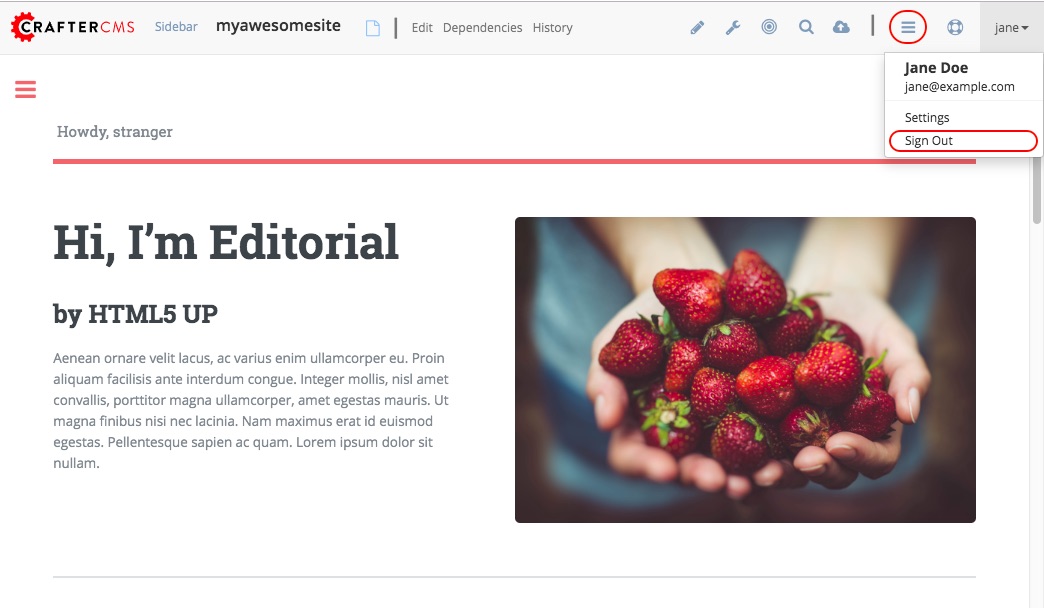 CRAFTERCMS Sidebar myawesomesite Edit Dependencies History jane
Jane Doe
jane@example.com
Settings
Sign Out
Howdy, stranger
Hi, I’m Editorial
by HTML5 UP
Aenean ornare velit lacus, ac varius enim ullamcorper eu. Proin
aliquam facilisis ante interdum congue. Integer mollis, nisl amet
convallis, porttitor magna ullamcorper, amet egestas mauris. Ut
magna finibus nisi nec lacinia. Nam maximus erat id euismod
egestas. Pellentesque sapien ac quam. Lorem ipsum dolor sit
nullam.